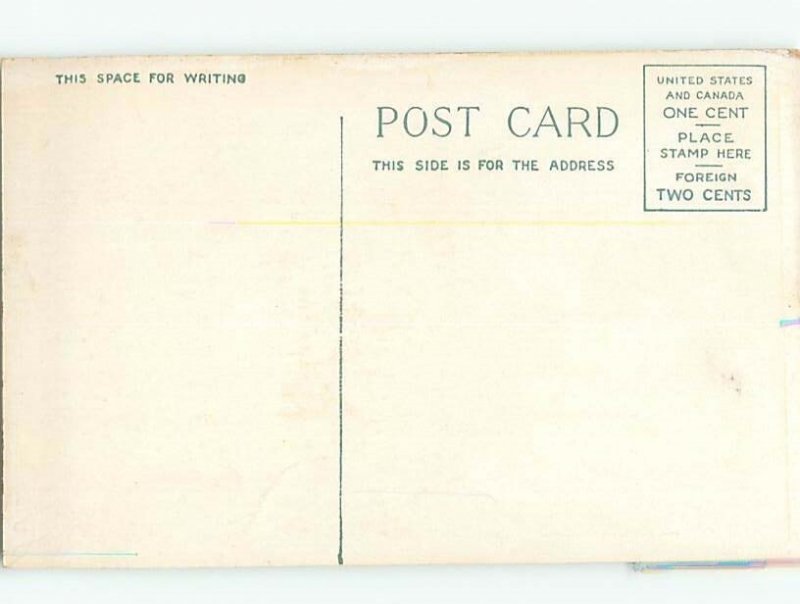 THIS SPACE FOR WRITING
POST CARD
THIS SIDE IS FOR THE ADDRESS
UNITED STATES
AND CANADA
ONE CENT
PLACE
STAMP HERE
FOREIGN
TWO CENTS